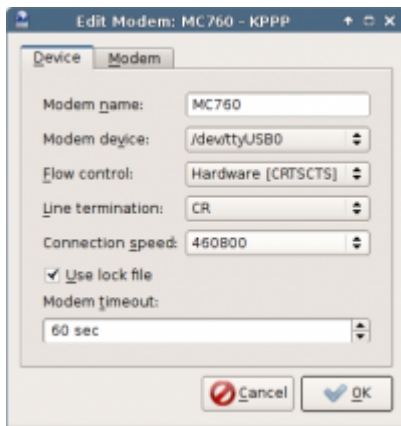 Edit Modem: MC760 - KPPP
Device Modem
Modem name: MC760
Modem device: /dev/ttyUSB0
Flow control: Hardware [CRTSCTS]
Line termination: CR
Connection speed: 460800
Use lock file
Modem timeout:
60 sec
Cancel OK